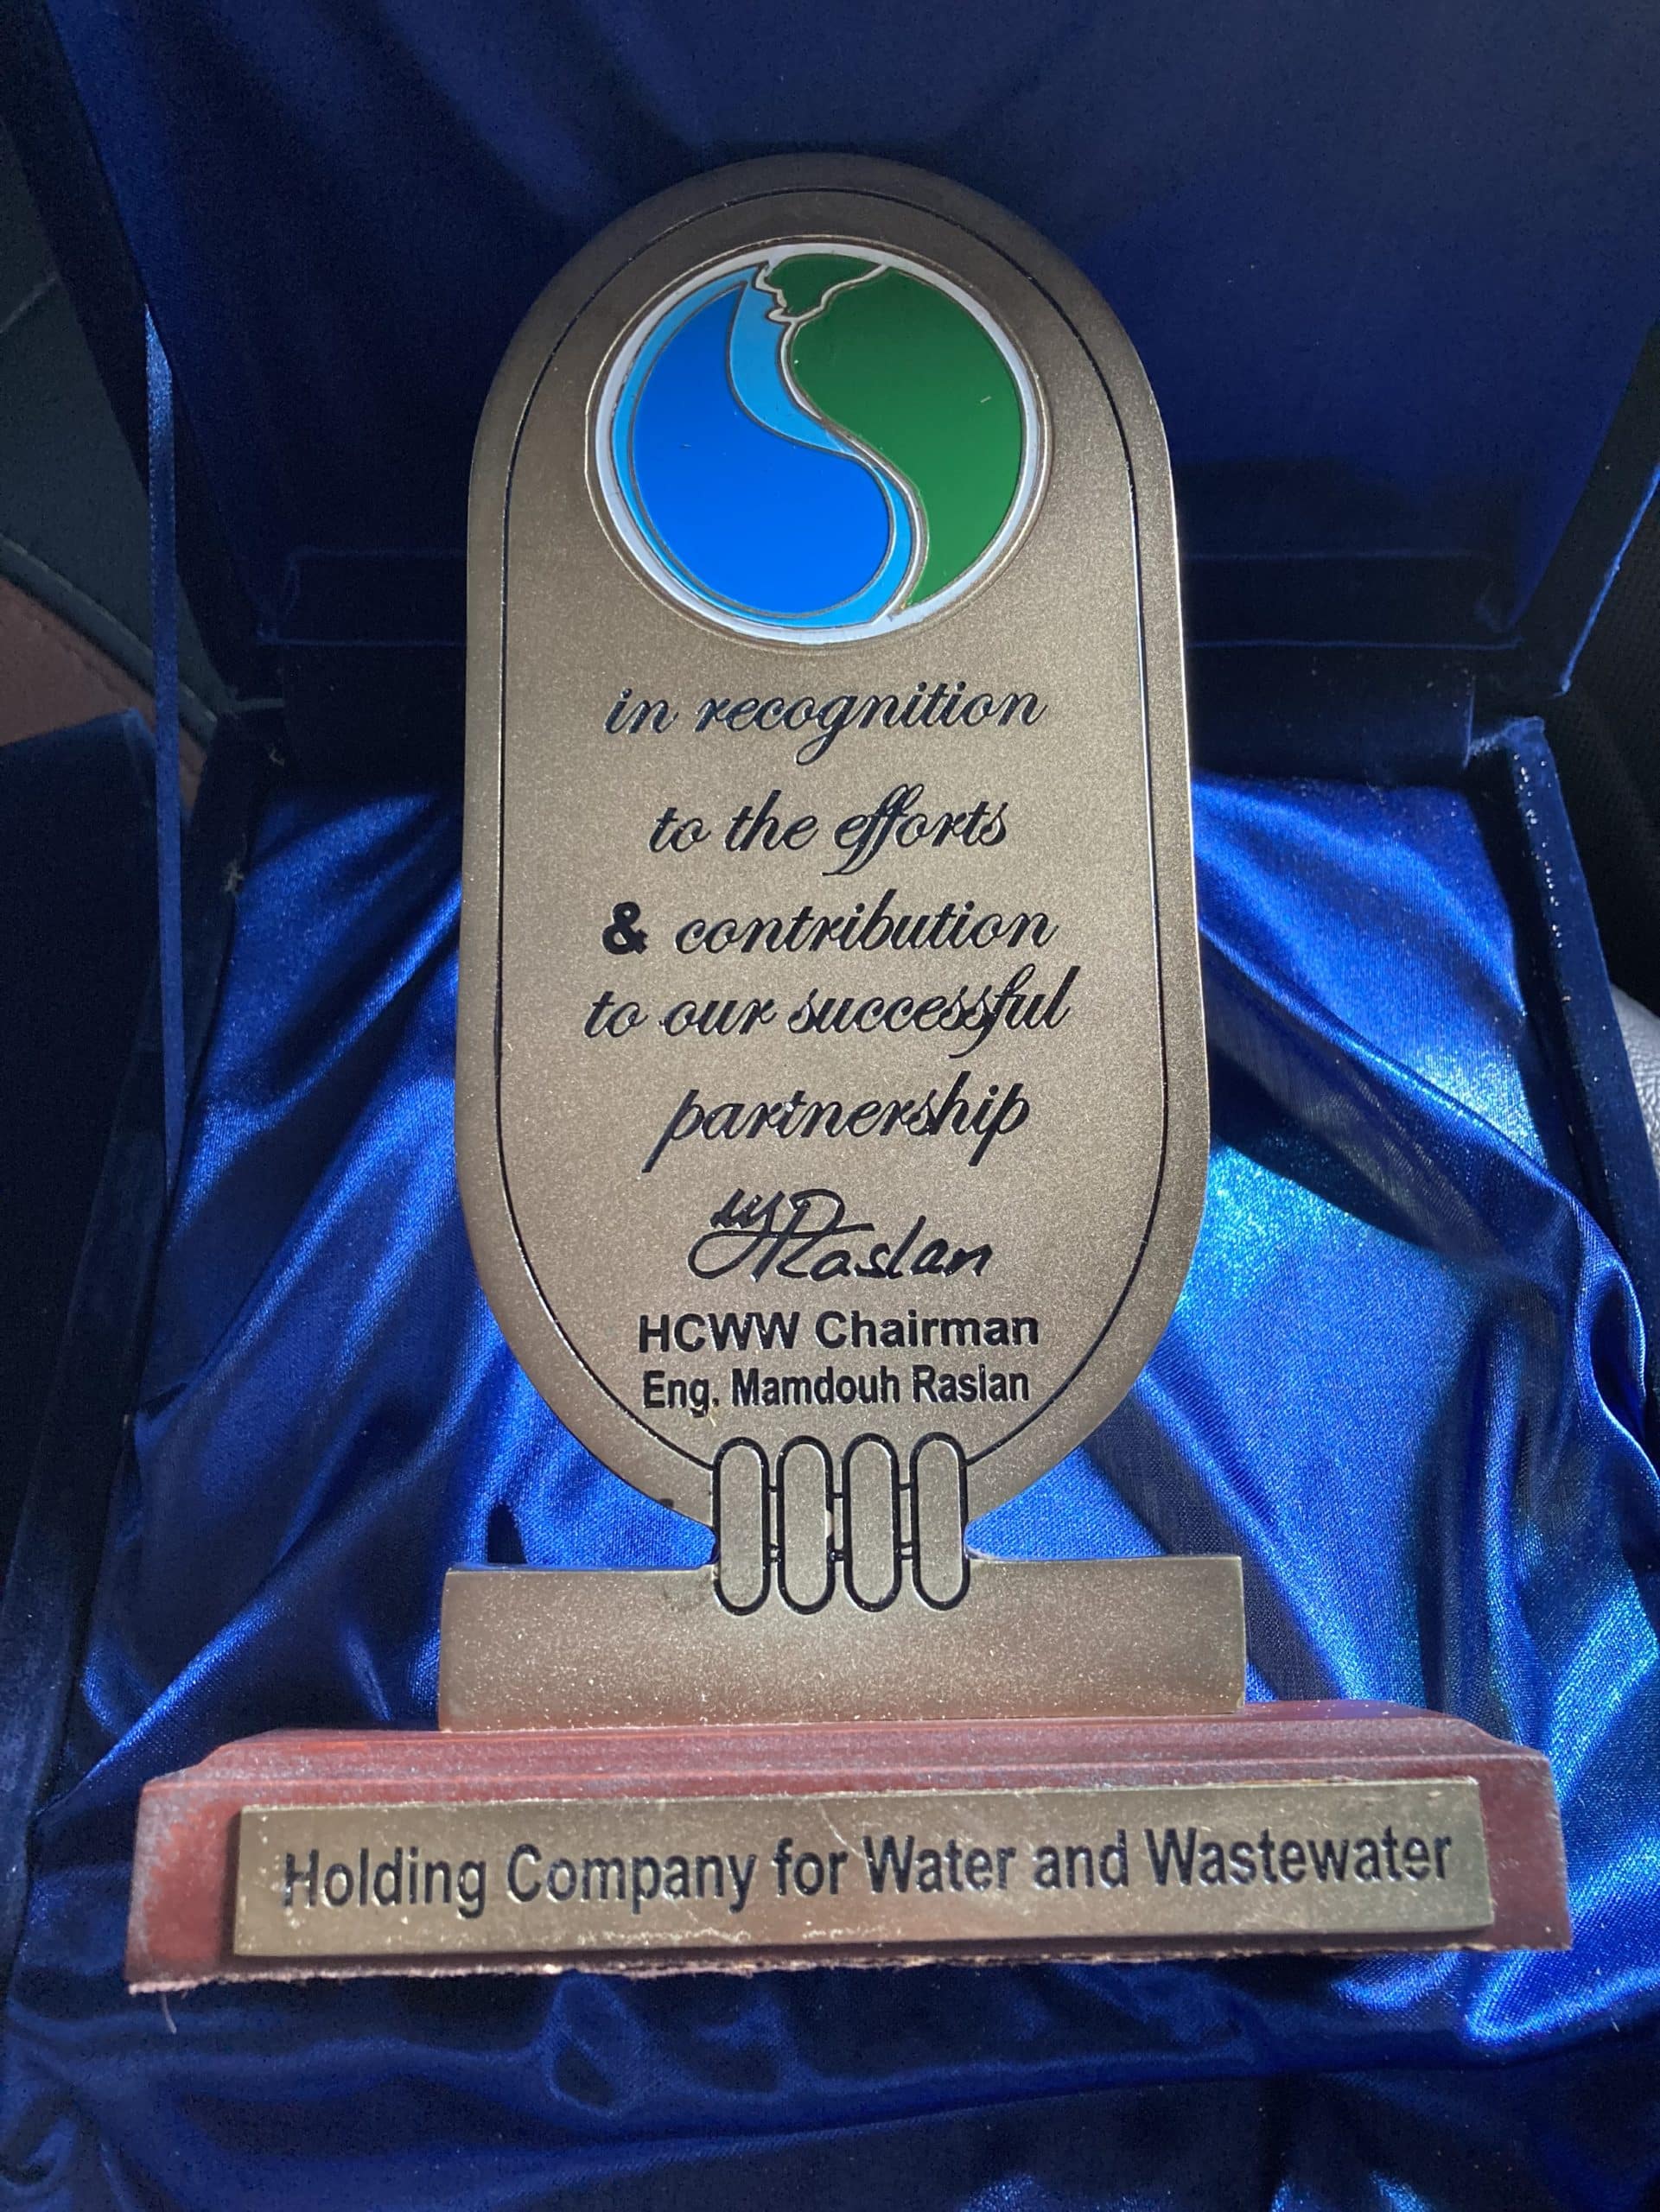 in recognition
to the efforts
& contribution
to our successful
partnership
Raslan
HCWW Chairman
Eng. Mamdouh Raslan
Holding Company for Water and Wastewater